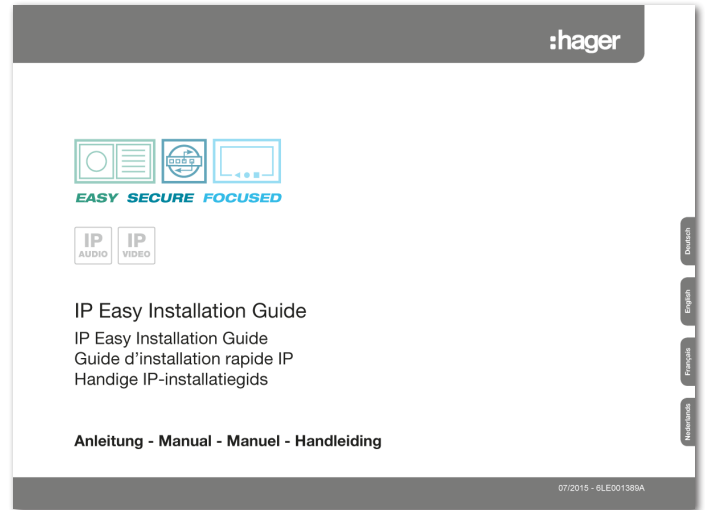 :hager
EASY SECURE FOCUSED
IP
AUDIO
IP
VIDEO
IP Easy Installation Guide
IP Easy Installation Guide
Guide d’installation rapide IP
Handige IP-installatiegids
Anleitung - Manual - Manuel - Handleiding
Deutsch
English
Français
Nederlands
07/2015 - 6LE001389A